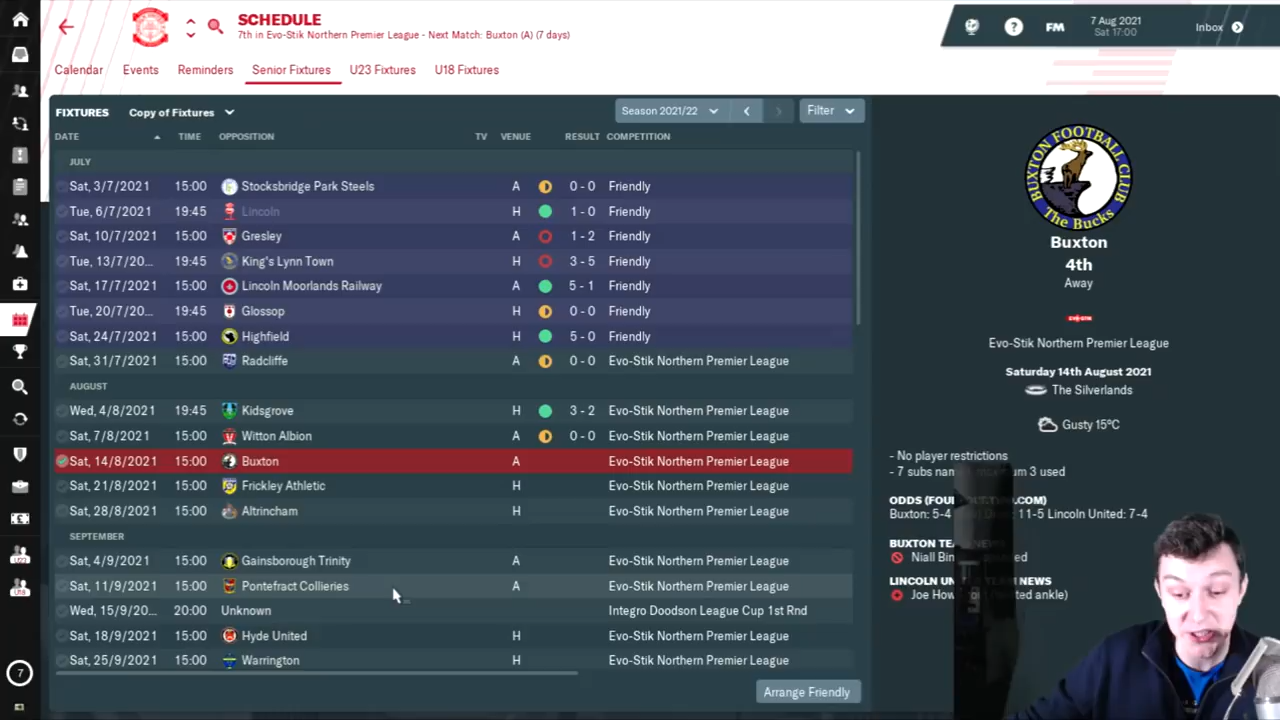 SCHEDULE
7th in Evo-Stik Northern Premier League - Next Match: Buxton (A) (7 days)
FM
7 Aug 2021
Sat 17:00
Inbox
Calendar Events Reminders Senior Fixtures U23 Fixtures U18 Fixtures
FIXTURES Copy of Fixtures Season 2021/22 Filter
DATE TIME OPPOSITION TV VENUE RESULT COMPETITION
JULY
Sat, 3/7/2021 15:00 Stocksbridge Park Steels A 0 - 0 Friendly
Tue, 6/7/2021 19:45 Lincoln H 1 - 0 Friendly
Sat, 10/7/2021 15:00 Gresley A 1 - 2 Friendly
Tue, 13/7/20... 19:45 King's Lynn Town H 3 - 5 Friendly
Sat, 17/7/2021 15:00 Lincoln Moorlands Railway A 5 - 1 Friendly
Tue, 20/7/20... 19:45 Glossop H 0 - 0 Friendly
Sat, 24/7/2021 15:00 Highfield H 5 - 0 Friendly
Sat, 31/7/2021 15:00 Radcliffe A 0 - 0 Evo-Stik Northern Premier League
AUGUST
Wed, 4/8/2021 19:45 Kidsgrove H 3 - 2 Evo-Stik Northern Premier League
Sat, 7/8/2021 15:00 Witton Albion A 0 - 0 Evo-Stik Northern Premier League
Sat, 14/8/2021 15:00 Buxton A Evo-Stik Northern Premier League
Sat, 21/8/2021 15:00 Frickley Athletic H Evo-Stik Northern Premier League
Sat, 28/8/2021 15:00 Altrincham H Evo-Stik Northern Premier League
SEPTEMBER
Sat, 4/9/2021 15:00 Gainsborough Trinity A Evo-Stik Northern Premier League
Sat, 11/9/2021 15:00 Pontefract Collieries A Evo-Stik Northern Premier League
Wed, 15/9/20... 20:00 Unknown Integro Doodson League Cup 1st Rnd
Sat, 18/9/2021 15:00 Hyde United H Evo-Stik Northern Premier League
Sat, 25/9/2021 15:00 Warrington H Evo-Stik Northern Premier League
Arrange Friendly
7
U23
U18
BUXTON FOOTBALL CLUB
The Bucks
Buxton
4th
Away
Evo-Stik Northern Premier League
Saturday 14th August 2021
The Silverlands
Gusty 15°C
- No player restrictions
- 7 subs 3 used
ODDS
Buxton: 5-4 11-5 Lincoln United: 7-4
BUXTON
Niall
LINCOLN TEAM NEWS
Joe ankle)